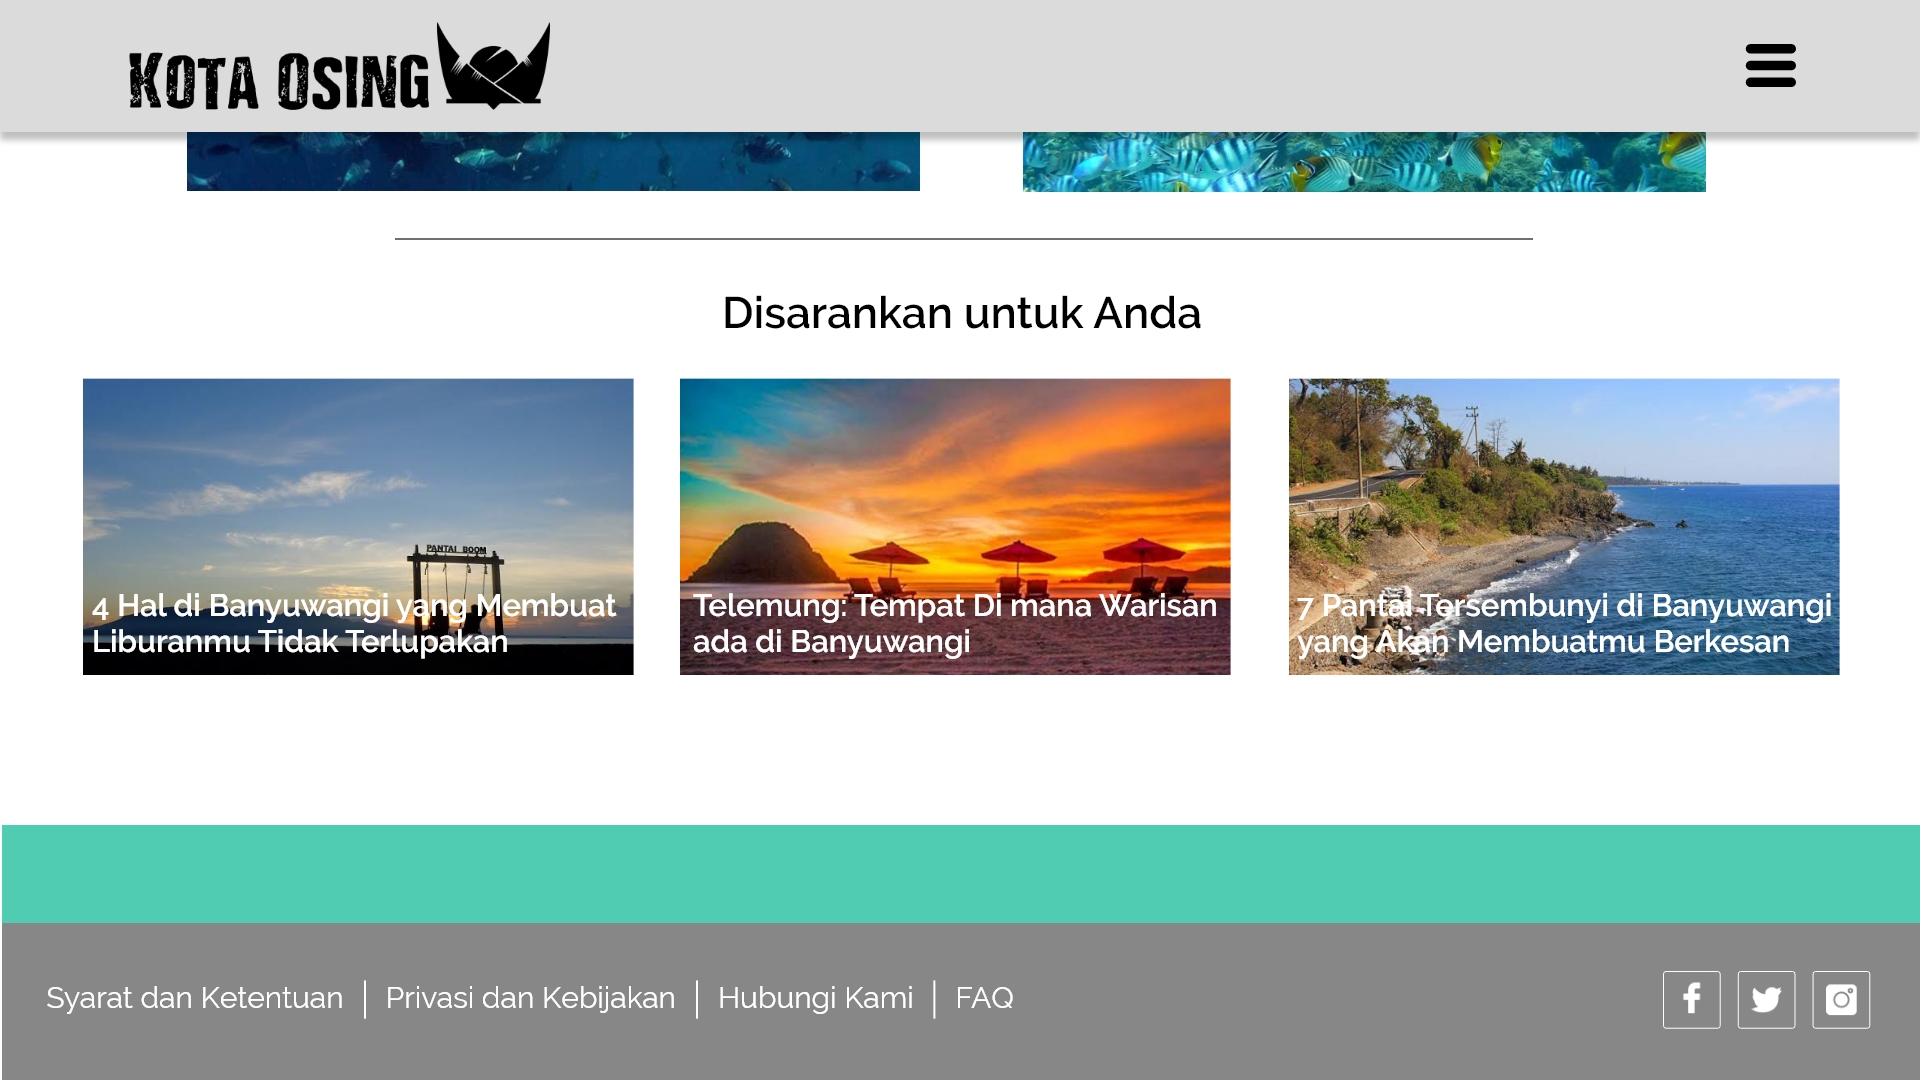 KOTA OSING
Disarankan untuk Anda
PANTAI BOOM
4 Hal di Banyuwangi yang Membuat
Liburanmu Tidak Terlupakan
Telemung: Tempat Di mana Warisan
ada di Banyuwangi
7 Pantai Tersembunyi di Banyuwangi
yang Akan Membuatmu Berkesan
Syarat dan Ketentuan | Privasi dan Kebijakan | Hubungi Kami | FAQ